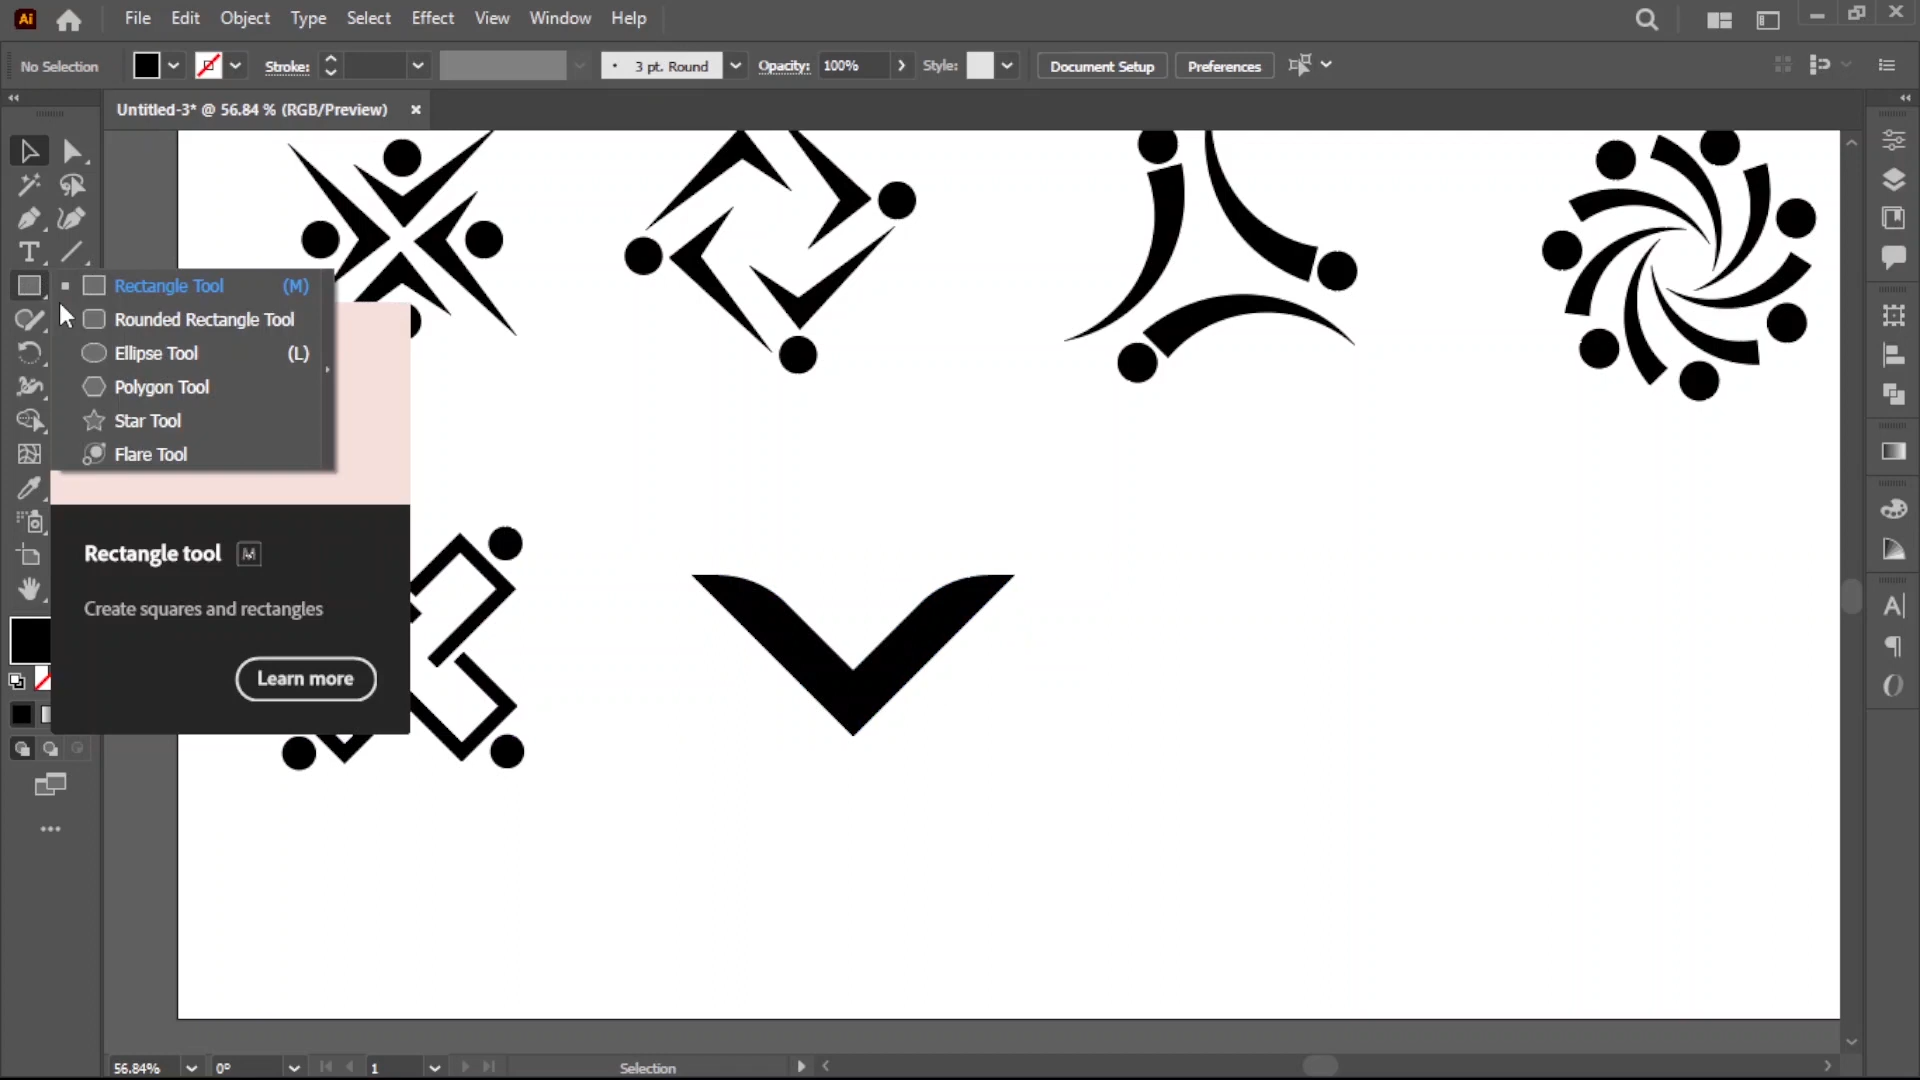 Ai File Edit Object Type Select Effect View Window Help
No Selection Stroke: 3 pt. Round Opacity: 100% Style: Document Setup Preferences
Untitled-3* @ 56.84 % (RGB/Preview)
Rectangle Tool (M)
Rounded Rectangle Tool
Ellipse Tool (L)
Polygon Tool
Star Tool
Flare Tool
Rectangle tool M
Create squares and rectangles
Learn more
56.84% 0° 1 Selection